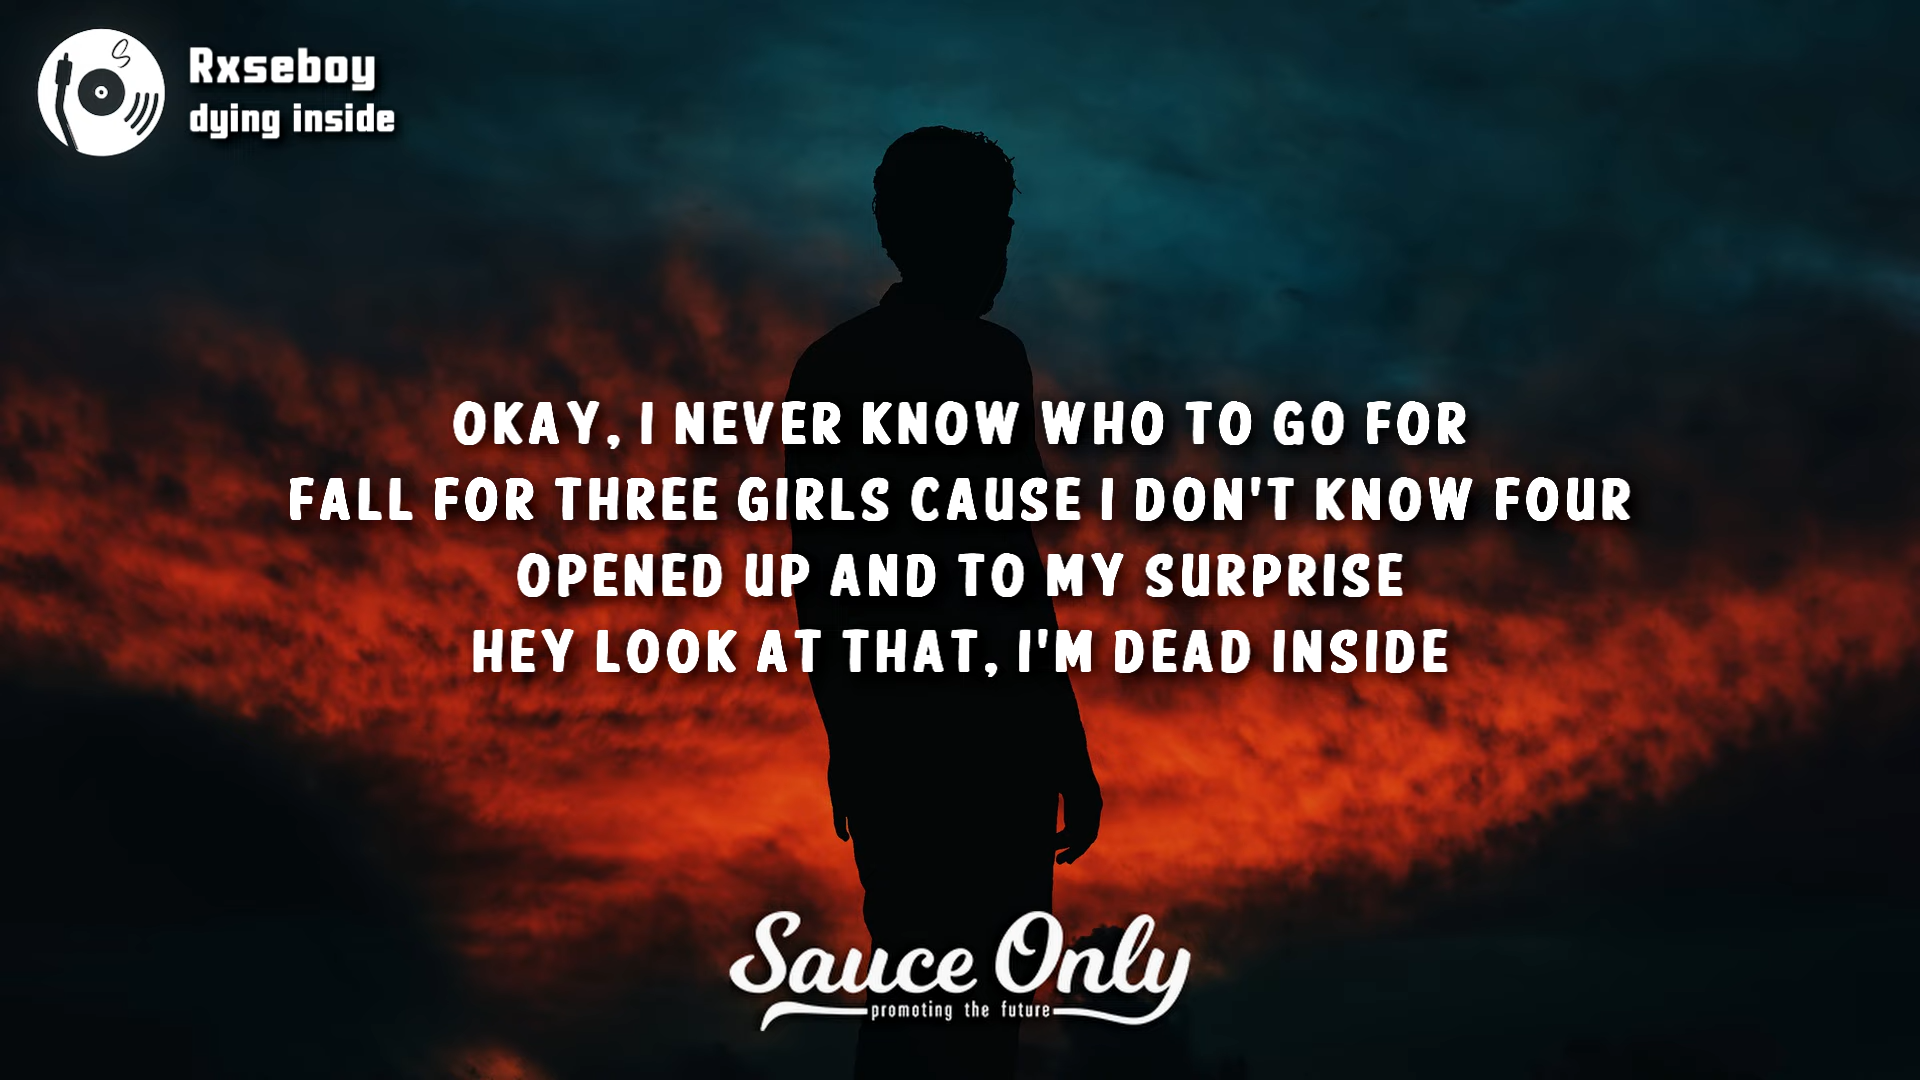 Rxseboy
dying inside
OKAY, I NEVER KNOW WHO TO GO FOR
FALL FOR THREE GIRLS CAUSE I DON'T KNOW FOUR
OPENED UP AND TO MY SURPRISE
HEY LOOK AT THAT, I'M DEAD INSIDE
Sauce Only
promoting the future